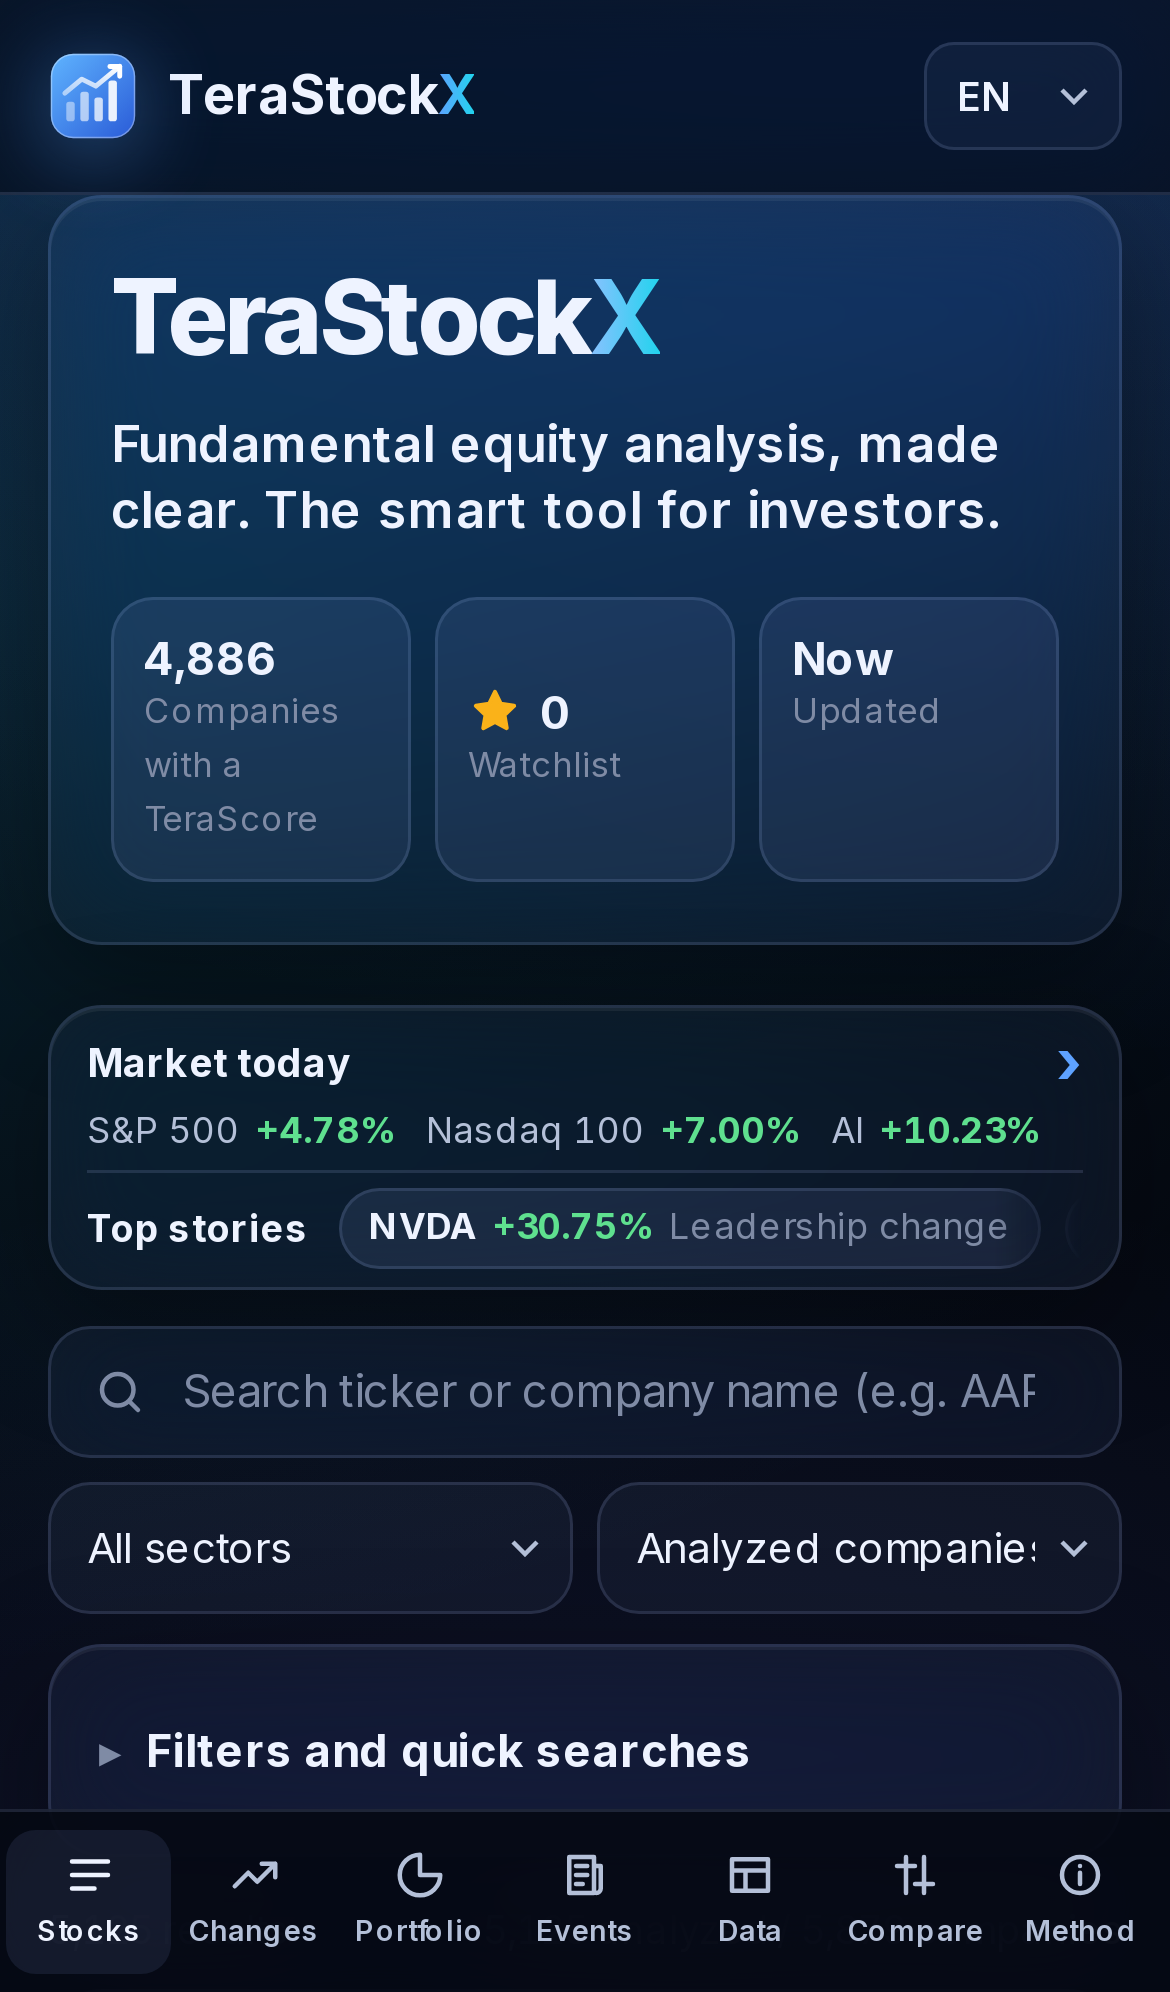 TeraStockX
EN
TeraStockX
Fundamental equity analysis, made
clear. The smart tool for investors.
4,886
Companies
with a
TeraScore
0
Watchlist
Now
Updated
Market today
S&P 500 +4.78% Nasdaq 100 +7.00% AI +10.23%
Top stories NVDA +30.75% Leadership change
Search ticker or company name (e.g. AAP
All sectors
Analyzed companies
Filters and quick searches
Stocks Changes Portfolio Events Data Compare Method